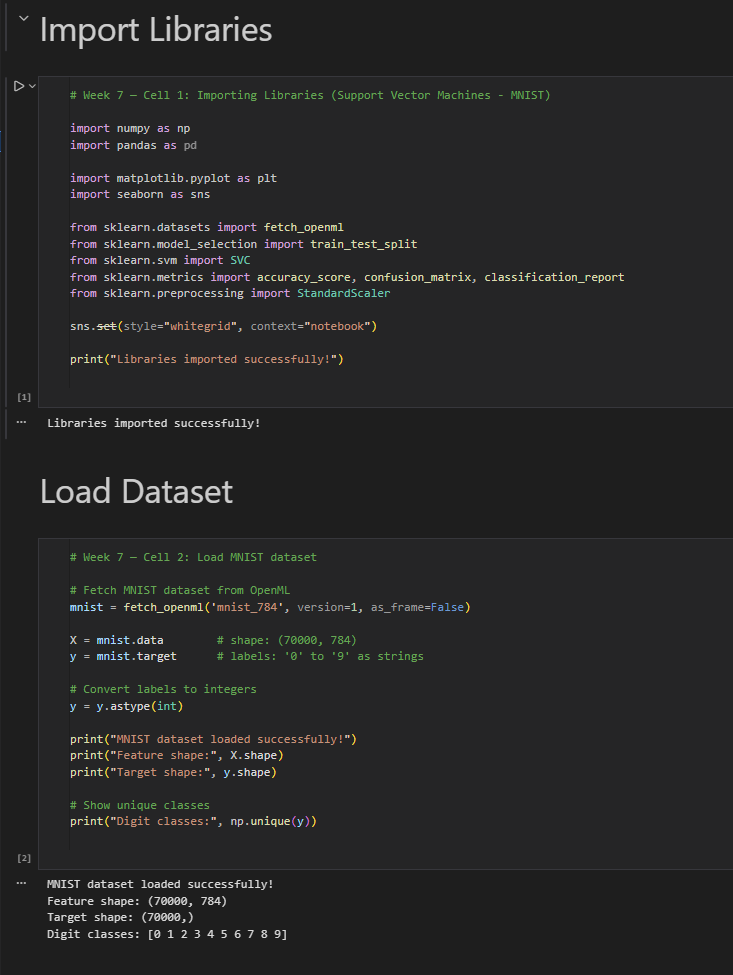 Import Libraries
# Week 7 — Cell 1: Importing Libraries (Support Vector Machines - MNIST)
import numpy as np
import pandas as pd
import matplotlib.pyplot as plt
import seaborn as sns
from sklearn.datasets import fetch_openml
from sklearn.model_selection import train_test_split
from sklearn.svm import SVC
from sklearn.metrics import accuracy_score, confusion_matrix, classification_report
from sklearn.preprocessing import StandardScaler
sns.set(style="whitegrid", context="notebook")
print("Libraries imported successfully!")
[1]
... Libraries imported successfully!
Load Dataset
# Week 7 — Cell 2: Load MNIST dataset
# Fetch MNIST dataset from OpenML
mnist = fetch_openml('mnist_784', version=1, as_frame=False)
X = mnist.data        # shape: (70000, 784)
y = mnist.target      # labels: '0' to '9' as strings
# Convert labels to integers
y = y.astype(int)
print("MNIST dataset loaded successfully!")
print("Feature shape:", X.shape)
print("Target shape:", y.shape)
# Show unique classes
print("Digit classes:", np.unique(y))
[2]
... MNIST dataset loaded successfully!
Feature shape: (70000, 784)
Target shape: (70000,)
Digit classes: [0 1 2 3 4 5 6 7 8 9]